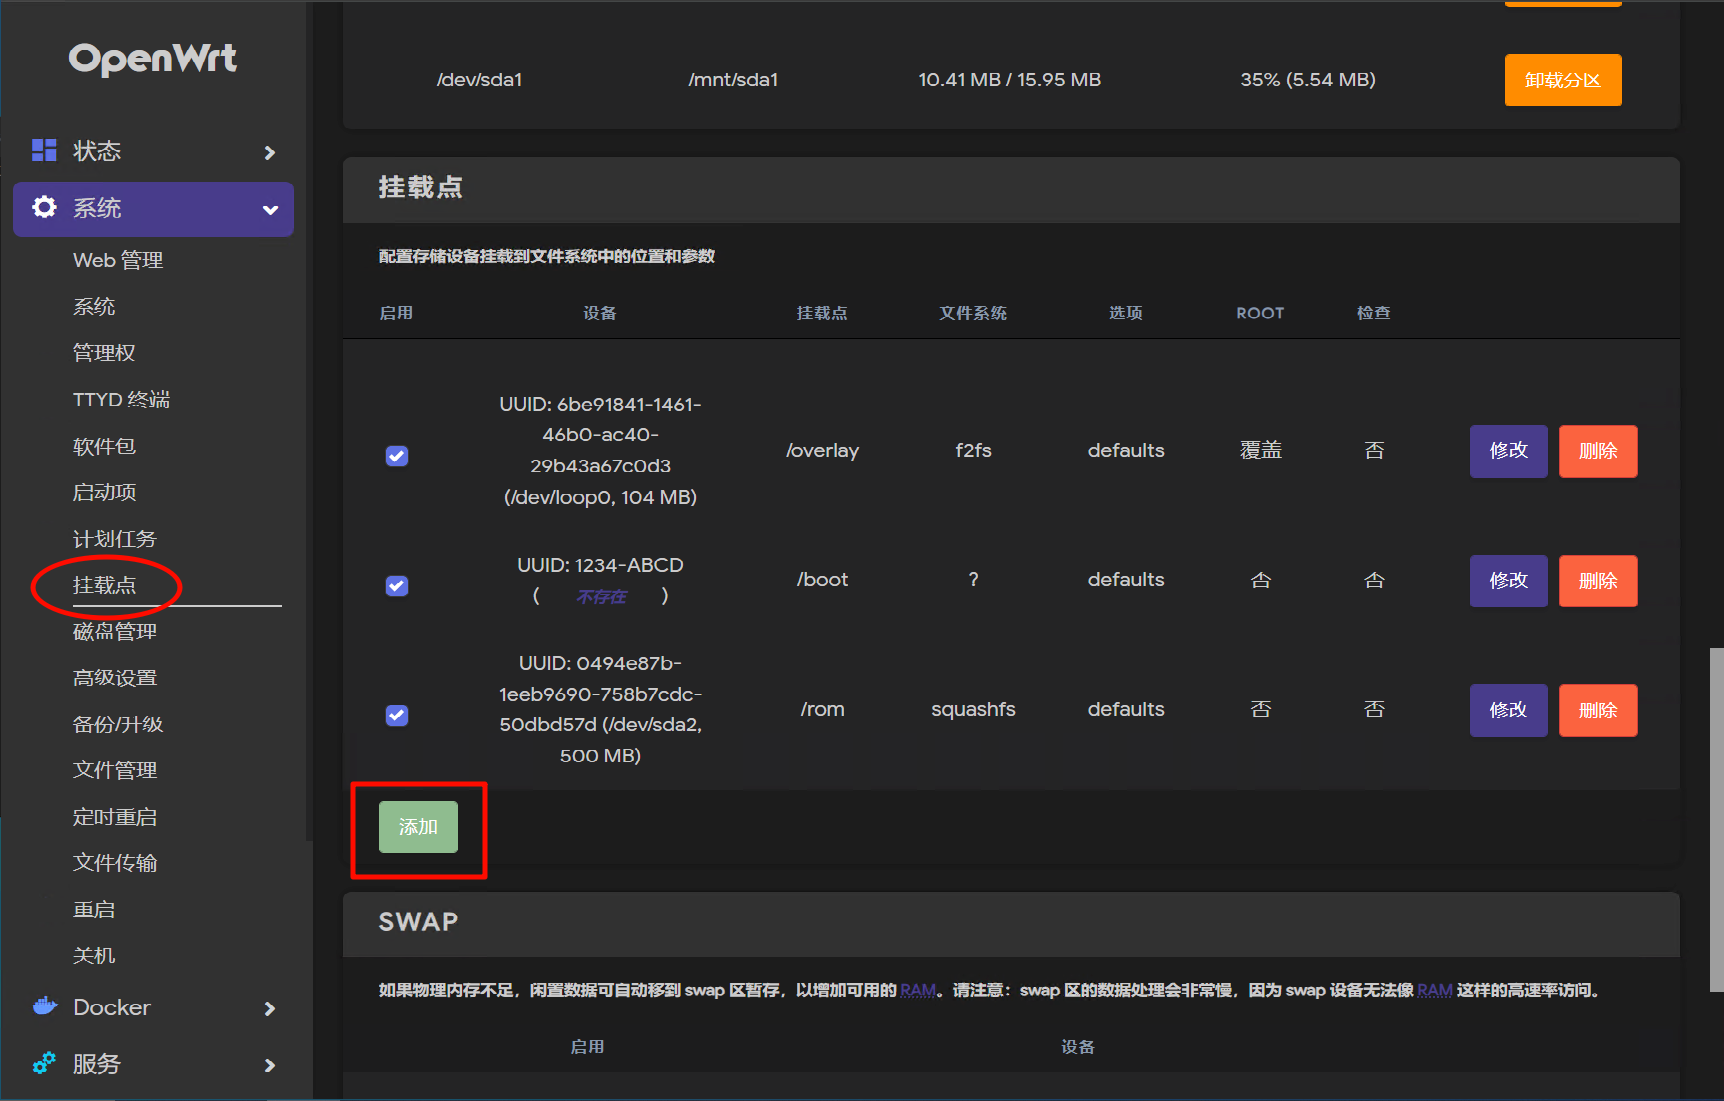 OpenWrt
状态
系统
Web 管理
系统
管理权
TTYD 终端
软件包
启动项
计划任务
挂载点
磁盘管理
高级设置
备份/升级
文件管理
定时重启
文件传输
重启
关机
Docker
服务
/dev/sda1 /mnt/sda1 10.41 MB / 15.95 MB 35% (5.54 MB) 卸载分区
挂载点
配置存储设备挂载到文件系统中的位置和参数
启用 设备 挂载点 文件系统 选项 ROOT 检查
UUID: 6be91841-1461-
46b0-ac40-
29b43a67c0d3
(/dev/loop0, 104 MB)
/overlay f2fs defaults 覆盖 否 修改 删除
UUID: 1234-ABCD
( 不存在 )
/boot ? defaults 否 否 修改 删除
UUID: 0494e87b-
1eeb9690-758b7cdc-
50dbd57d (/dev/sda2,
500 MB)
/rom squashfs defaults 否 否 修改 删除
添加
SWAP
如果物理内存不足，闲置数据可自动移到 swap 区暂存，以增加可用的 RAM。请注意：swap 区的数据处理会非常慢，因为 swap 设备无法像 RAM 这样的高速率访问。
启用 设备